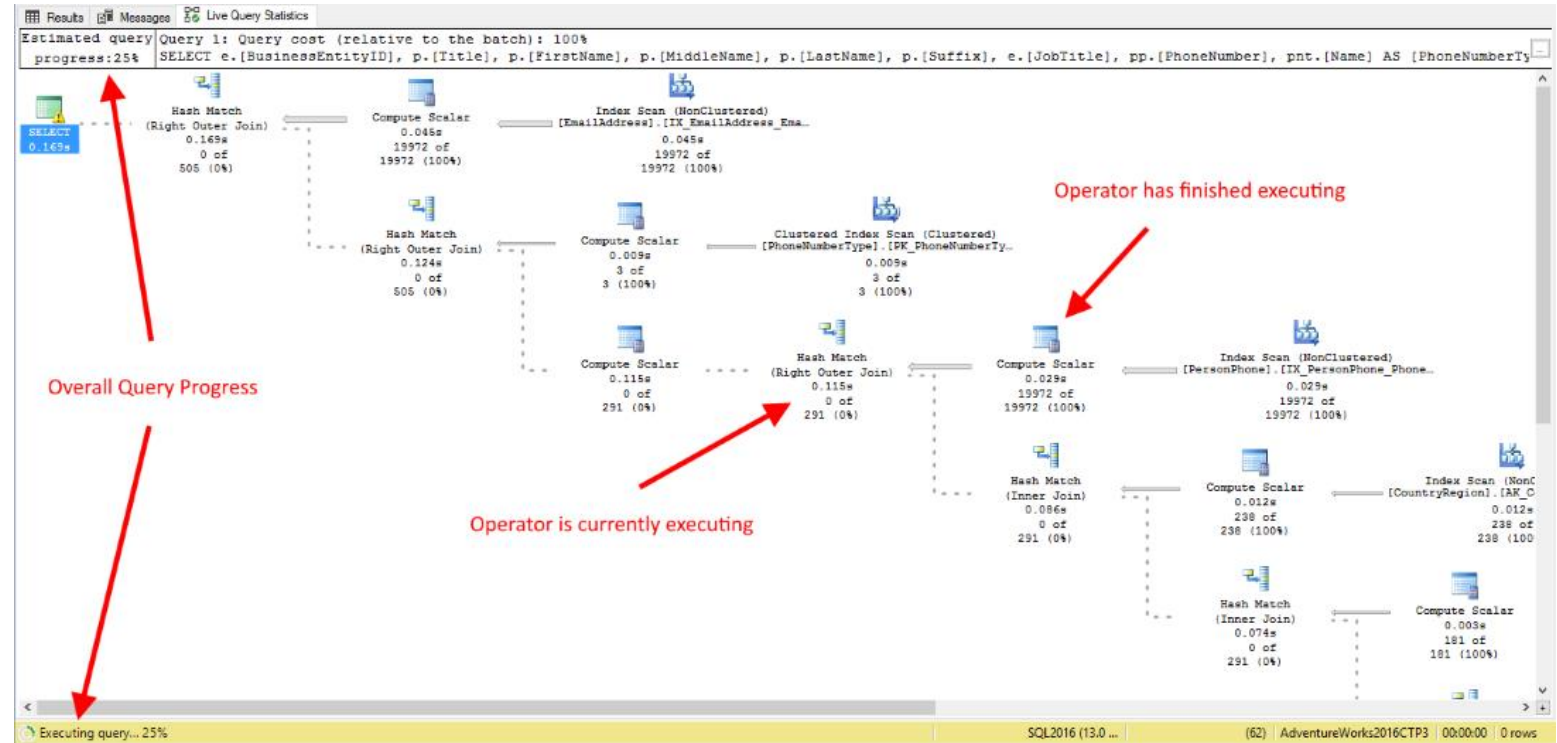 Results Messages Live Query Statistics
Estimated query progress:25%
Query 1: Query cost (relative to the batch): 100%
SELECT e.[BusinessEntityID], p.[Title], p.[FirstName], p.[MiddleName], p.[LastName], p.[Suffix], e.[JobTitle], pp.[PhoneNumber], pnt.[Name] AS [PhoneNumberTy
SELECT
0.169s
Hash Match
(Right Outer Join)
0.169s
0 of
505 (0%)
Compute Scalar
0.045s
19972 of
19972 (100%)
Index Scan (NonClustered)
[EmailAddress].[IX_EmailAddress_Ema…
0.045s
19972 of
19972 (100%)
Operator has finished executing
Hash Match
(Right Outer Join)
0.124s
0 of
505 (0%)
Compute Scalar
0.009s
3 of
3 (100%)
Clustered Index Scan (Clustered)
[PhoneNumberType].[PK_PhoneNumberTy…
0.009s
3 of
3 (100%)
Overall Query Progress
Compute Scalar
0.115s
0 of
291 (0%)
Hash Match
(Right Outer Join)
0.115s
0 of
291 (0%)
Compute Scalar
0.029s
19972 of
19972 (100%)
Index Scan (NonClustered)
[PersonPhone].[IX_PersonPhone_Phone…
0.029s
19972 of
19972 (100%)
Operator is currently executing
Hash Match
(Inner Join)
0.086s
0 of
291 (0%)
Compute Scalar
0.012s
238 of
238 (100%)
Index Scan (NonC
[CountryRegion].[AK_C
0.012s
238 of
238 (100
Hash Match
(Inner Join)
0.074s
0 of
291 (0%)
Compute Scalar
0.003s
181 of
181 (100%)
Executing query... 25%
SQL2016 (13.0 ... (62) AdventureWorks2016CTP3 00:00:00 0 rows